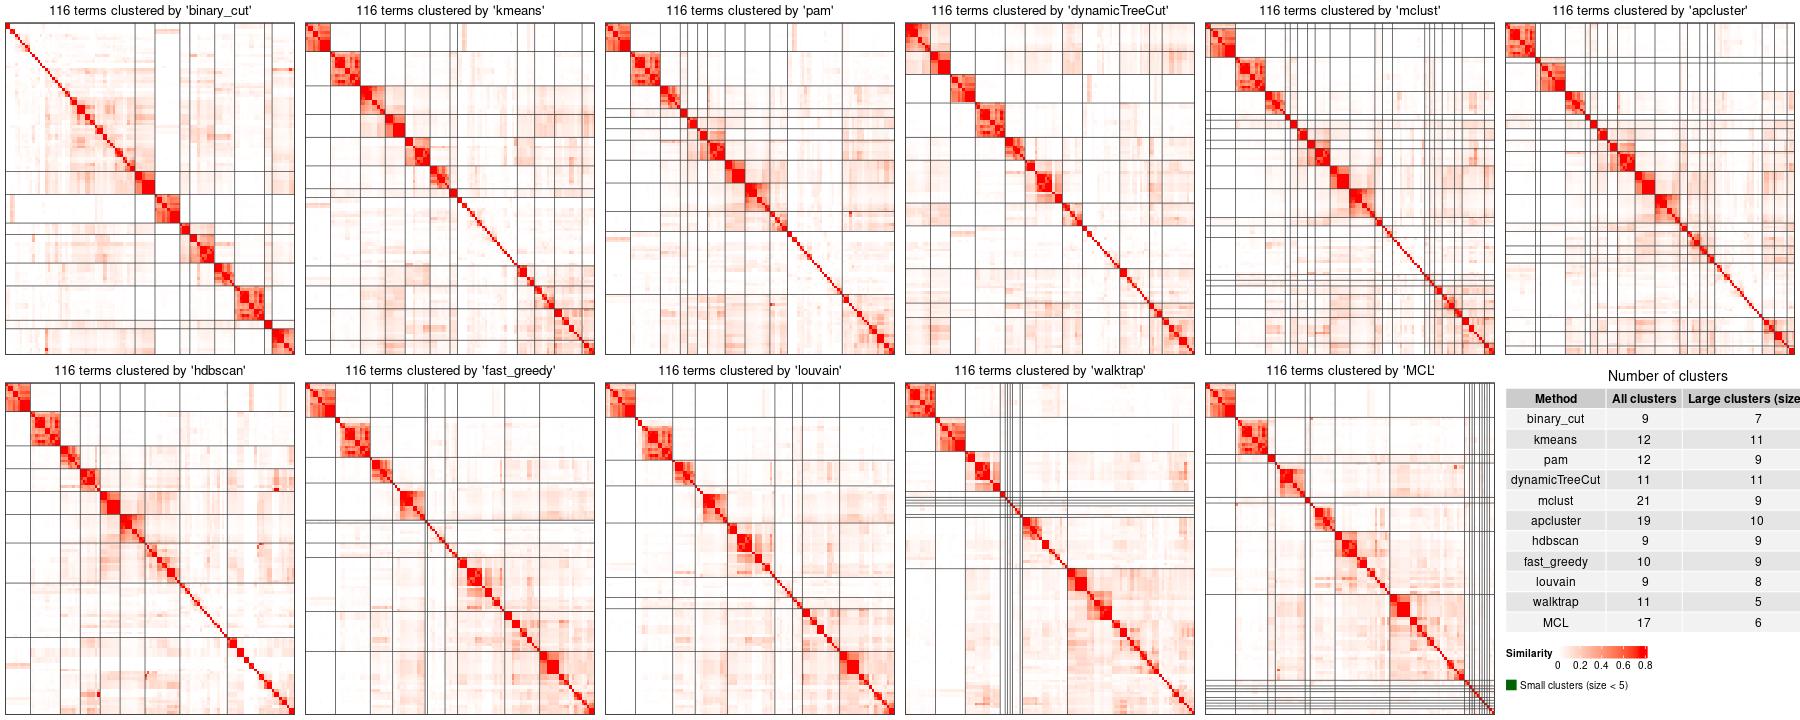 116 terms clustered by 'binary_cut'
116 terms clustered by 'kmeans'
116 terms clustered by 'pam'
116 terms clustered by 'dynamicTreeCut'
116 terms clustered by 'mclust'
116 terms clustered by 'apcluster'
116 terms clustered by 'hdbscan'
116 terms clustered by 'fast_greedy'
116 terms clustered by 'louvain'
116 terms clustered by 'walktrap'
116 terms clustered by 'MCL'
Number of clusters
Method All clusters Large clusters (size
binary_cut 9 7
kmeans 12 11
pam 12 9
dynamicTreeCut 11 11
mclust 21 9
apcluster 19 10
hdbscan 9 9
fast_greedy 10 9
louvain 9 8
walktrap 11 5
MCL 17 6
Similarity
0 0.2 0.4 0.6 0.8
Small clusters (size < 5)